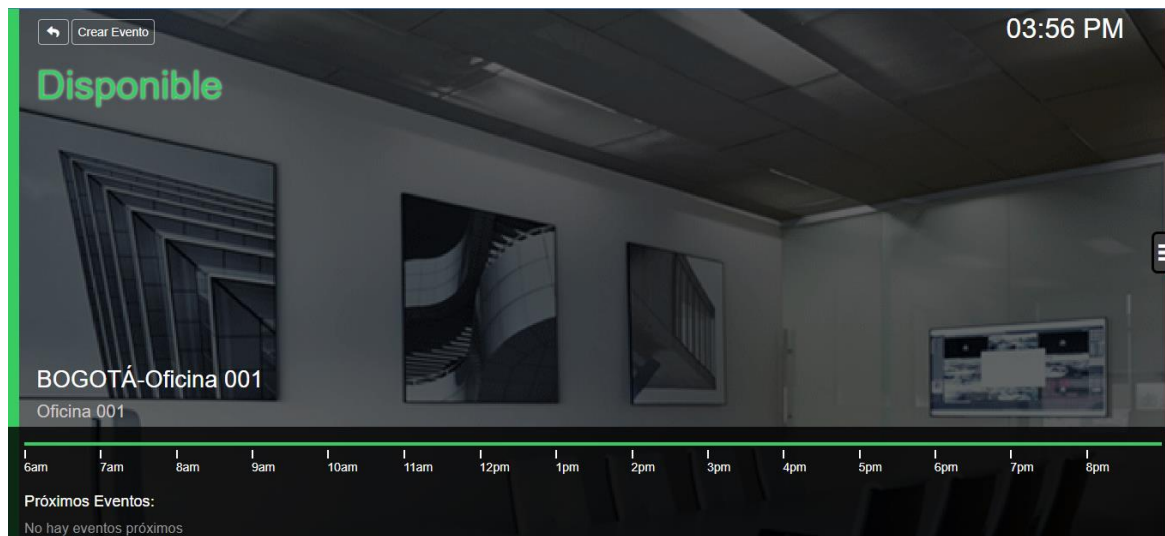 Crear Evento
03:56 PM
Disponible
BOGOTÁ-Oficina 001
Oficina 001
6am 7am 8am 9am 10am 11am 12pm 1pm 2pm 3pm 4pm 5pm 6pm 7pm 8pm
Próximos Eventos:
No hay eventos próximos